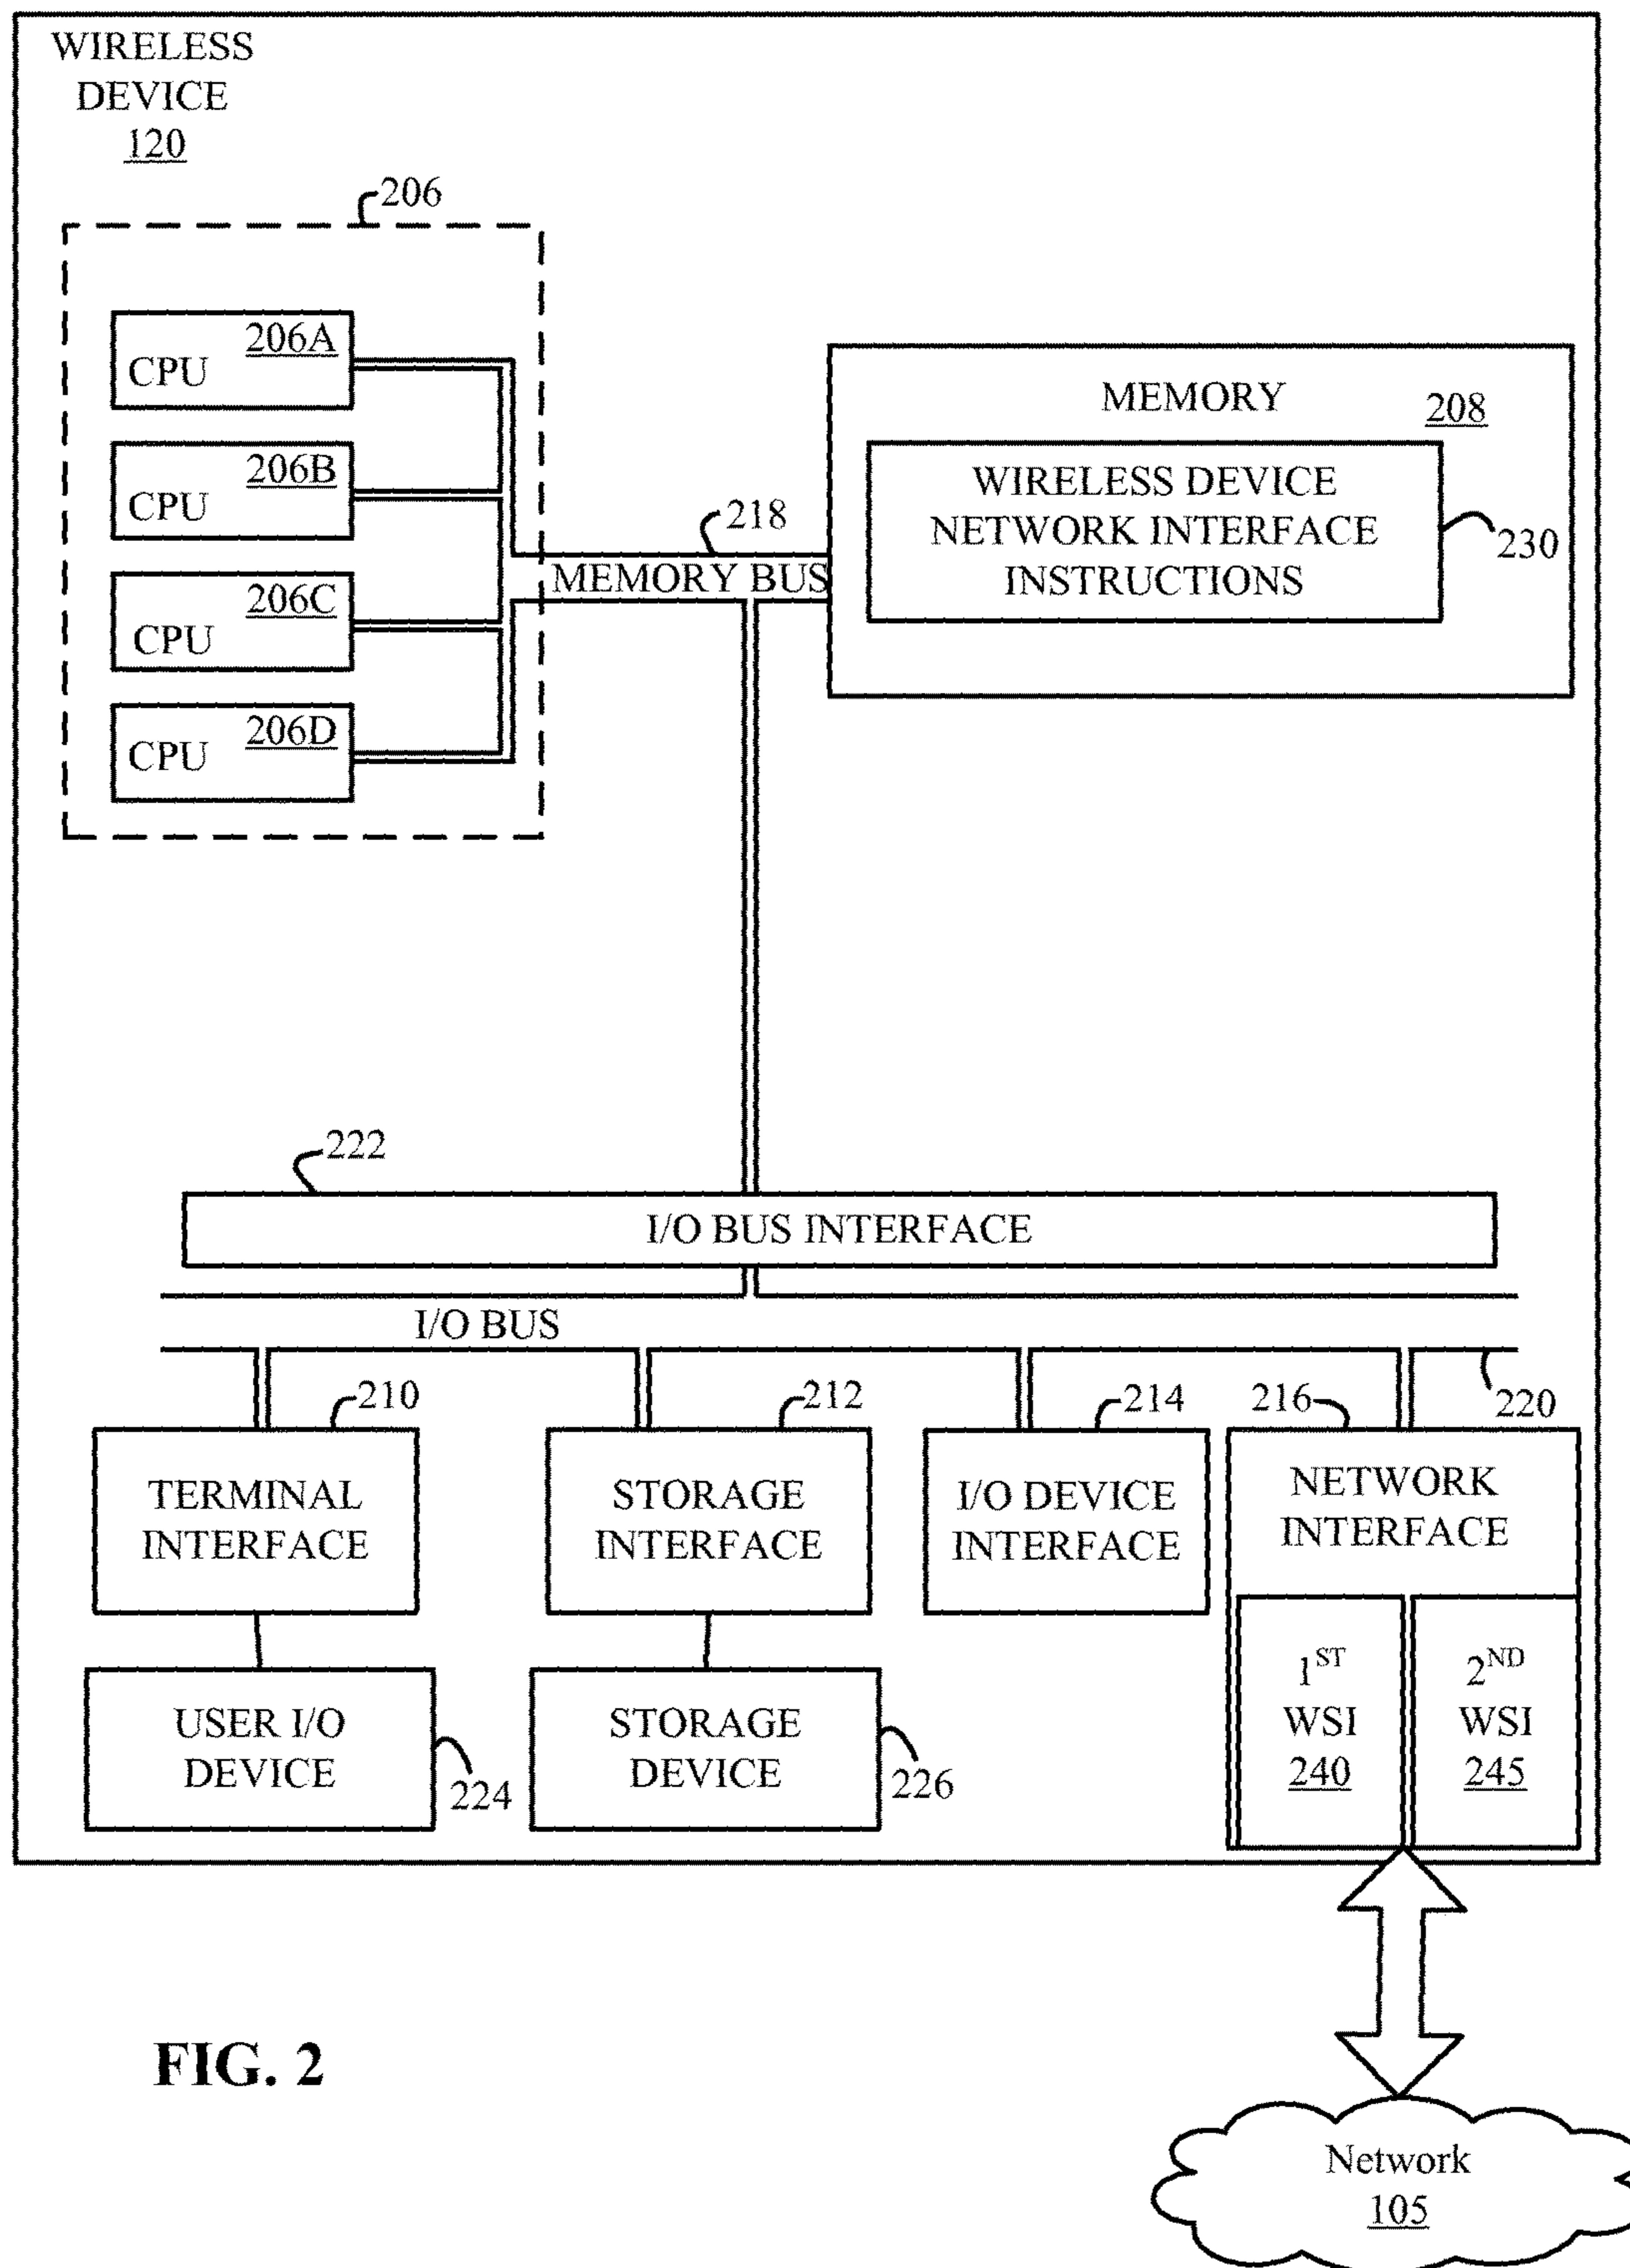 WIRELESS
DEVICE
120
206
CPU 206A
CPU 206B
CPU 206C
CPU 206D
218
MEMORY BUS
MEMORY 208
WIRELESS DEVICE
NETWORK INTERFACE
INSTRUCTIONS
230
222
I/O BUS INTERFACE
I/O BUS
220
210
TERMINAL
INTERFACE
212
STORAGE
INTERFACE
214
I/O DEVICE
INTERFACE
216
NETWORK
INTERFACE
USER I/O
DEVICE
224
STORAGE
DEVICE
226
1ST
WSI
240
2ND
WSI
245
FIG. 2
Network
105